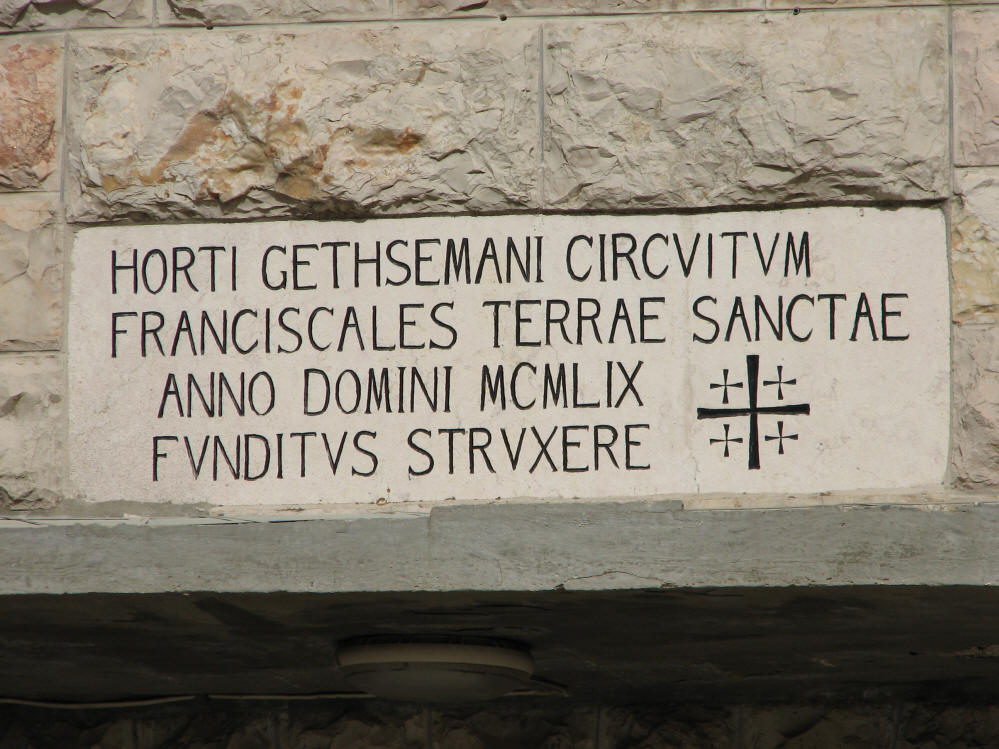 HORTI GETHSEMANI CIRCVITVM
FRANCISCALES TERRAE SANCTAE
ANNO DOMINI MCMLIX
FVNDITVS STRVXERE